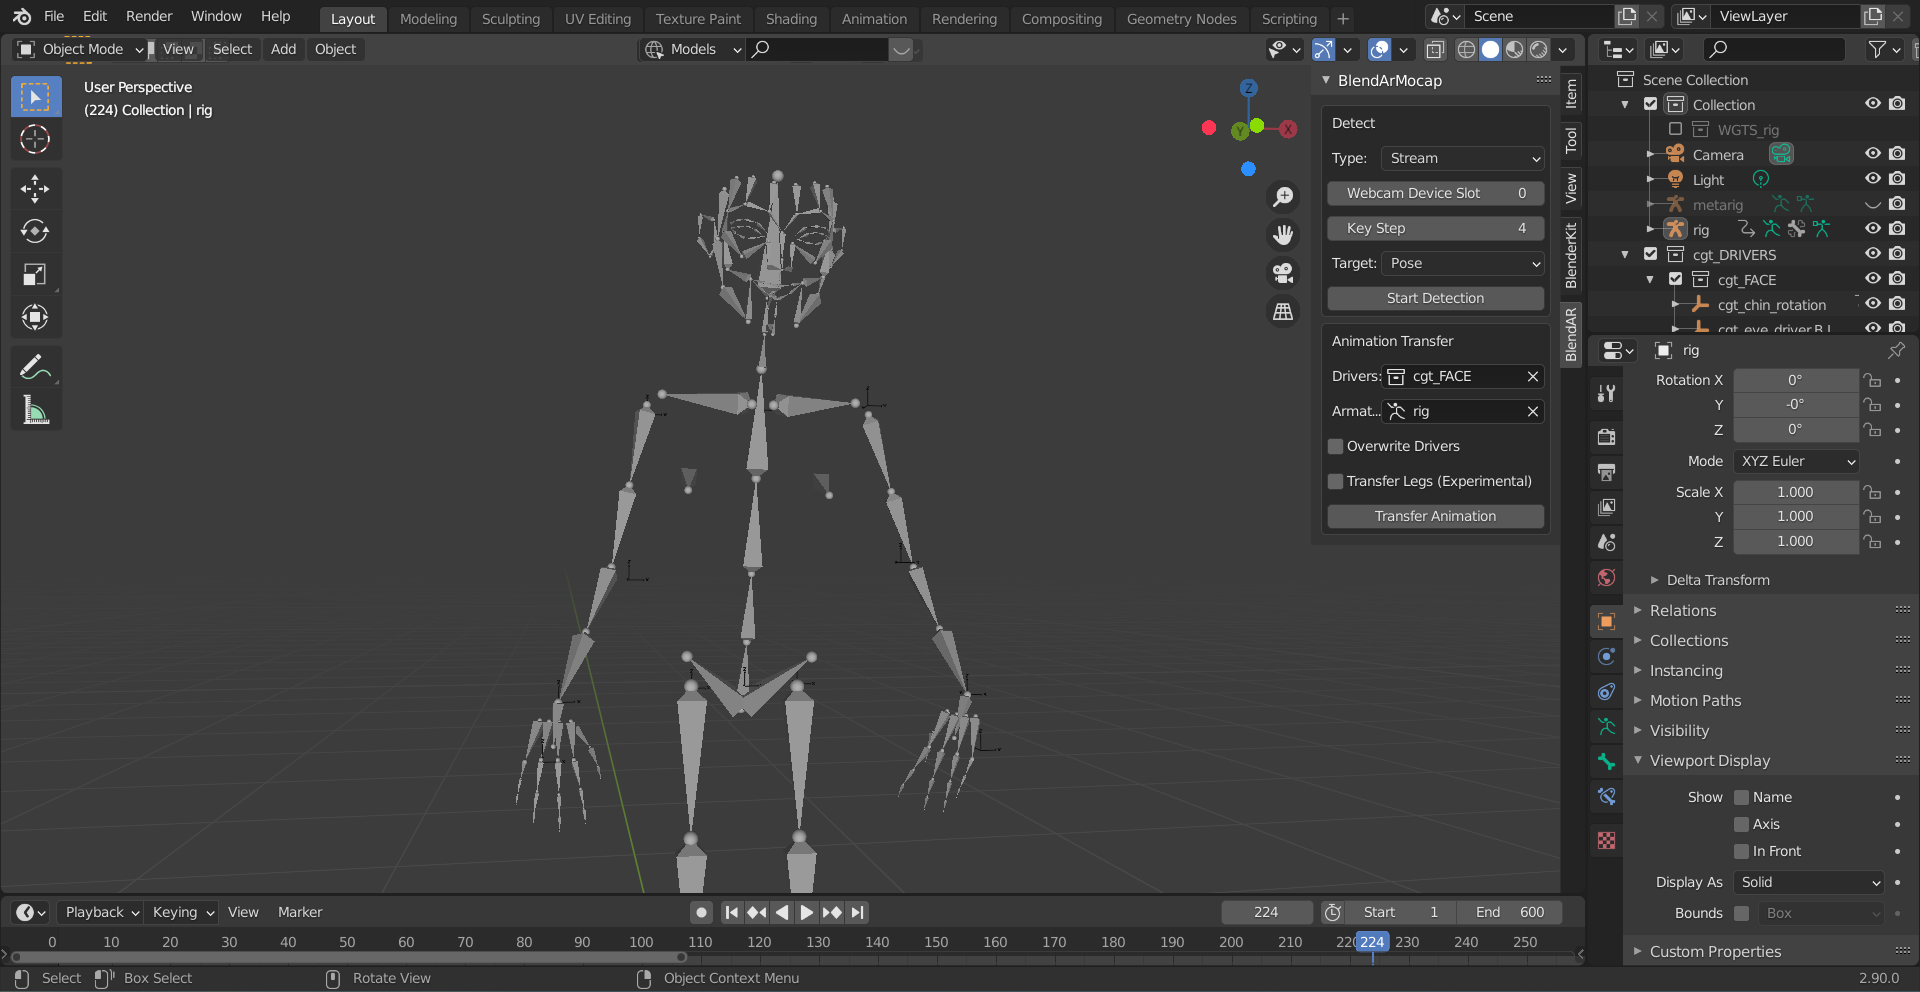 File Edit Render Window Help Layout Modeling Sculpting UV Editing Texture Paint Shading Animation Rendering Compositing Geometry Nodes Scripting + Scene ViewLayer
Object Mode View Select Add Object Models
User Perspective
(224) Collection | rig
Z
Y X
BlendArMocap
Detect
Type: Stream
Webcam Device Slot 0
Key Step 4
Target: Pose
Start Detection
Animation Transfer
Drivers: cgt_FACE
Armat... rig
Overwrite Drivers
Transfer Legs (Experimental)
Transfer Animation
Item
Tool
View
BlenderKit
BlendAR
Scene Collection
Collection
WGTS_rig
Camera
Light
metarig
rig
cgt_DRIVERS
cgt_FACE
cgt_chin_rotation
cgt_eye_driver.B.L
rig
Rotation X 0°
Y -0°
Z 0°
Mode XYZ Euler
Scale X 1.000
Y 1.000
Z 1.000
Delta Transform
Relations
Collections
Instancing
Motion Paths
Visibility
Viewport Display
Show Name
Axis
In Front
Display As Solid
Bounds Box
Custom Properties
Playback Keying View Marker 224 Start 1 End 600
0 10 20 30 40 50 60 70 80 90 100 110 120 130 140 150 160 170 180 190 200 210 22 224 230 240 250
Select Box Select Rotate View Object Context Menu 2.90.0